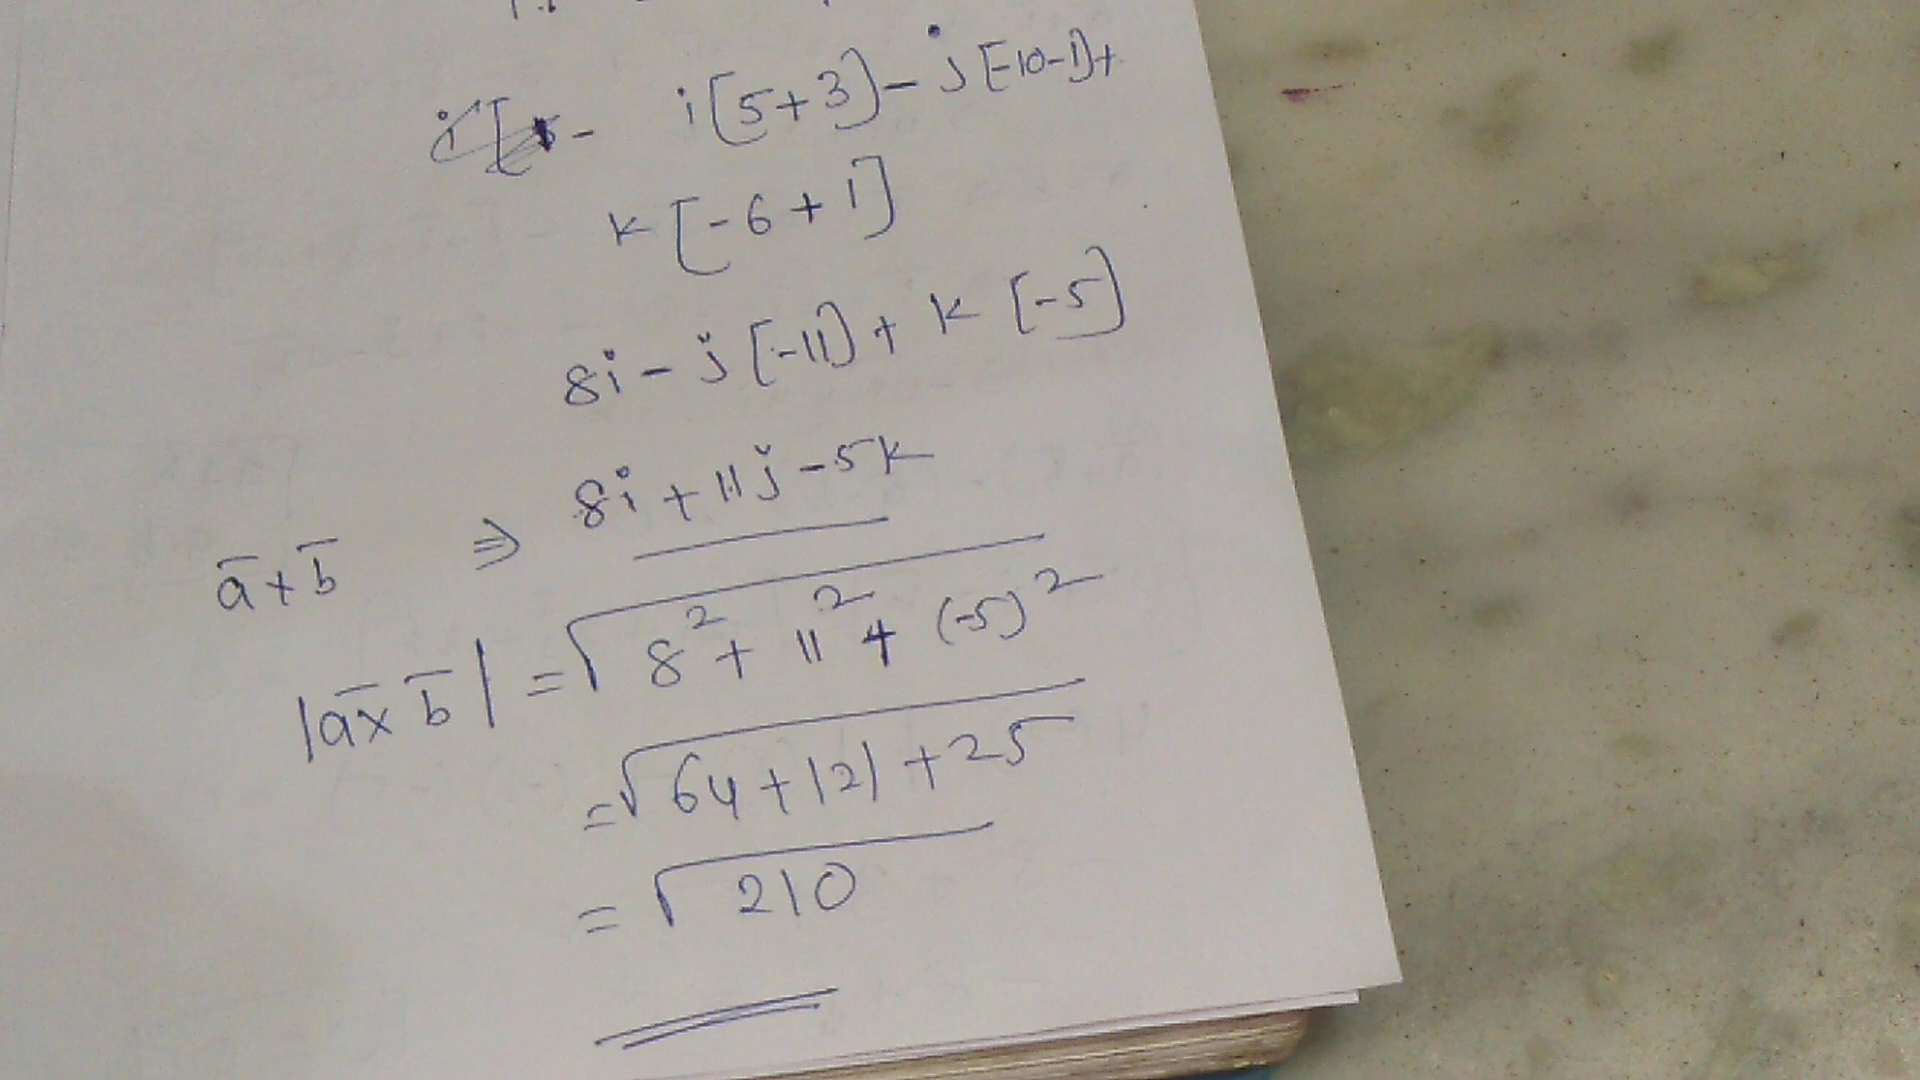 i[5+3]-j[-10-1]+
k[-6+1]
8i-j[-11]+k[-5]
a̅+b̅ ⇒ 8i+11j-5k
|a̅×b̅|=√8²+11²+(-5)²
=√64+121+25
=√210